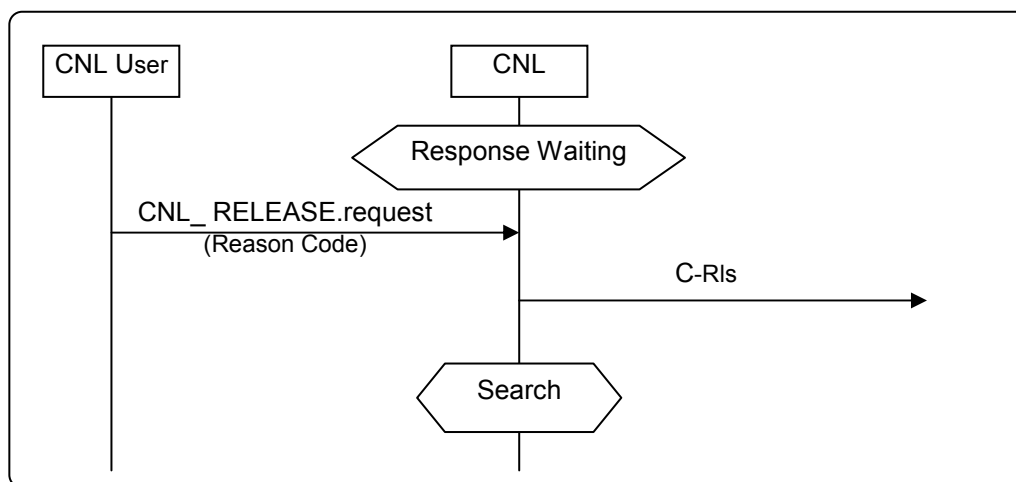 CNL User
CNL
Response Waiting
CNL_ RELEASE.request
(Reason Code)
C-Rls
Search